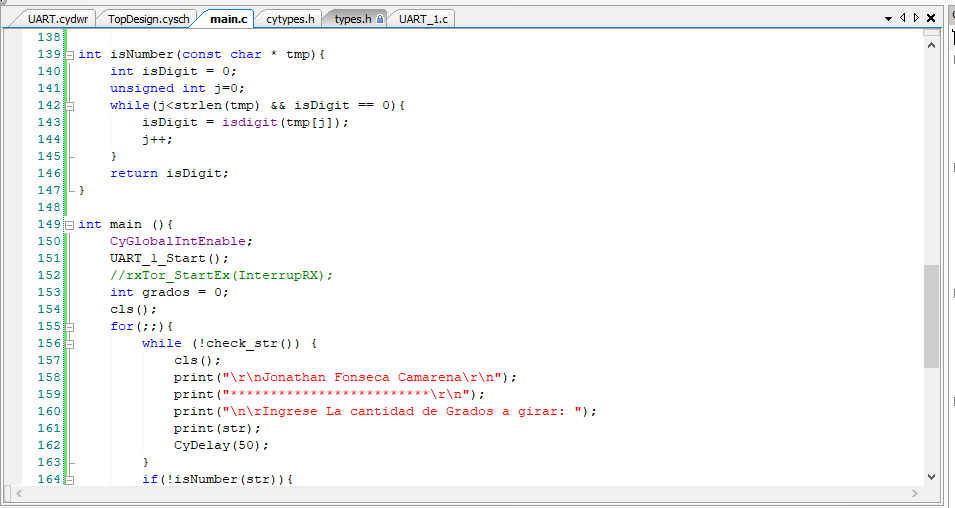 UART.cydwr TopDesign.cysch main.c cytypes.h types.h UART_1.c
138
139 int isNumber(const char * tmp){
140 int isDigit = 0;
141 unsigned int j=0;
142 while(j<strlen(tmp) && isDigit == 0){
143 isDigit = isdigit(tmp[j]);
144 j++;
145 }
146 return isDigit;
147 }
148
149 int main (){
150 CyGlobalIntEnable;
151 UART_1_Start();
152 //rxTor_StartEx(InterrupRX);
153 int grados = 0;
154 cls();
155 for(;;){
156 while (!check_str()) {
157 cls();
158 print("\r\nJonathan Fonseca Camarena\r\n");
159 print("*************************\r\n");
160 print("\n\rIngrese La cantidad de Grados a girar: ");
161 print(str);
162 CyDelay(50);
163 }
164 if(!isNumber(str)){